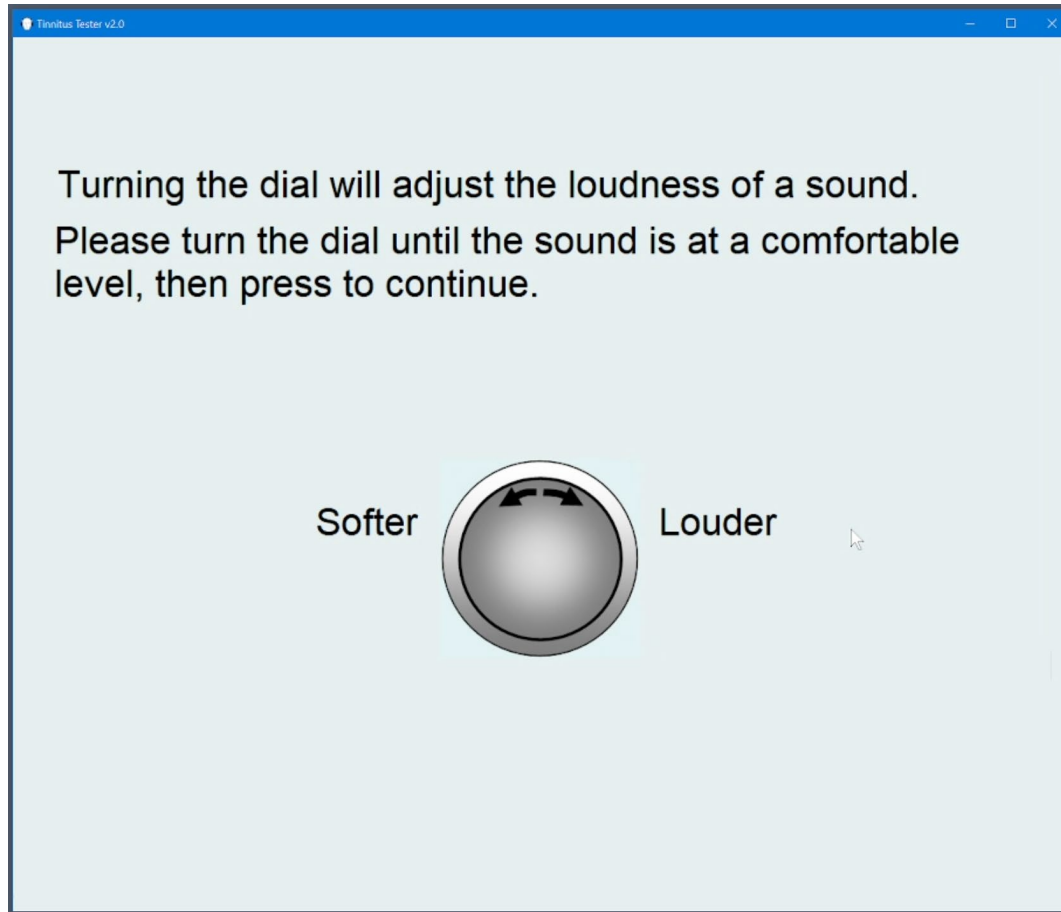 Tinnitus Tester v2.0
Turning the dial will adjust the loudness of a sound.
Please turn the dial until the sound is at a comfortable
level, then press to continue.
Softer
Louder